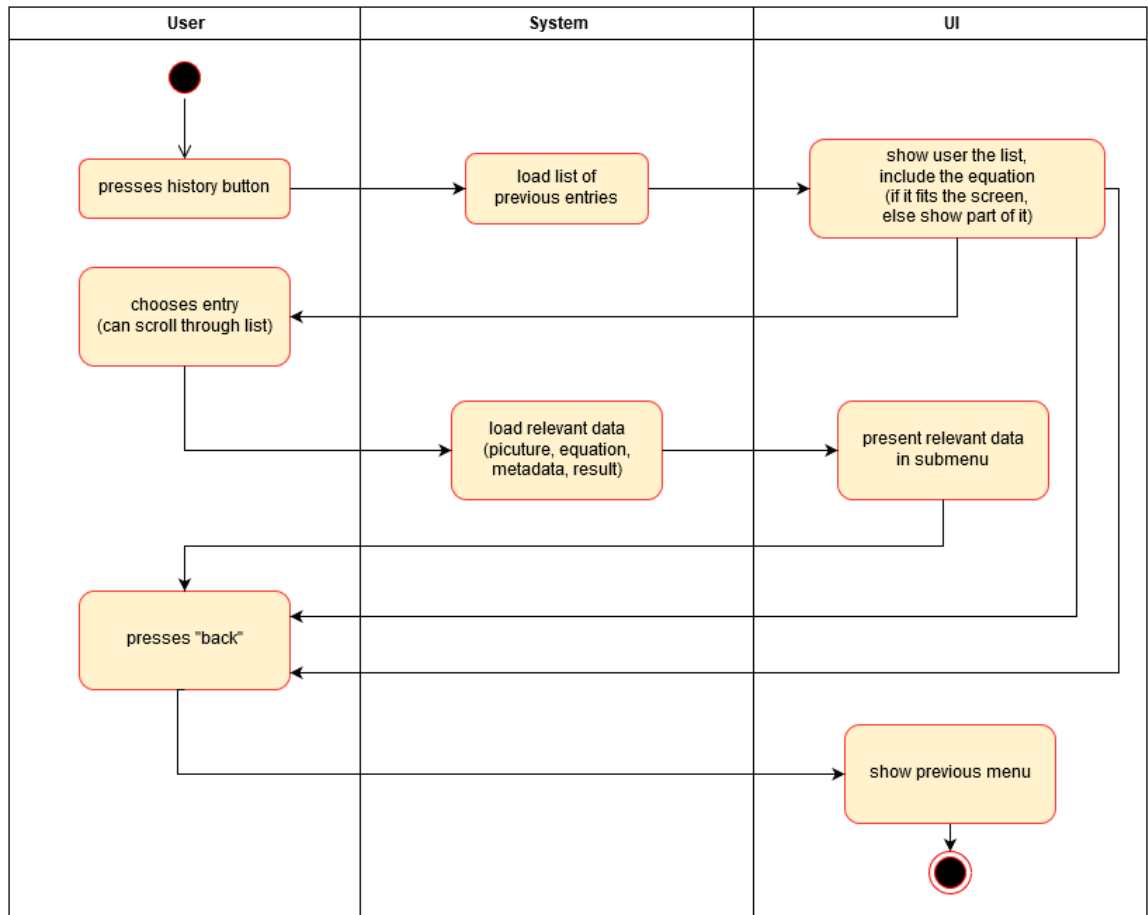 User
System
UI
presses history button
load list of
previous entries
show user the list,
include the equation
(if it fits the screen,
else show part of it)
chooses entry
(can scroll through list)
load relevant data
(picuture, equation,
metadata, result)
present relevant data
in submenu
presses "back"
show previous menu